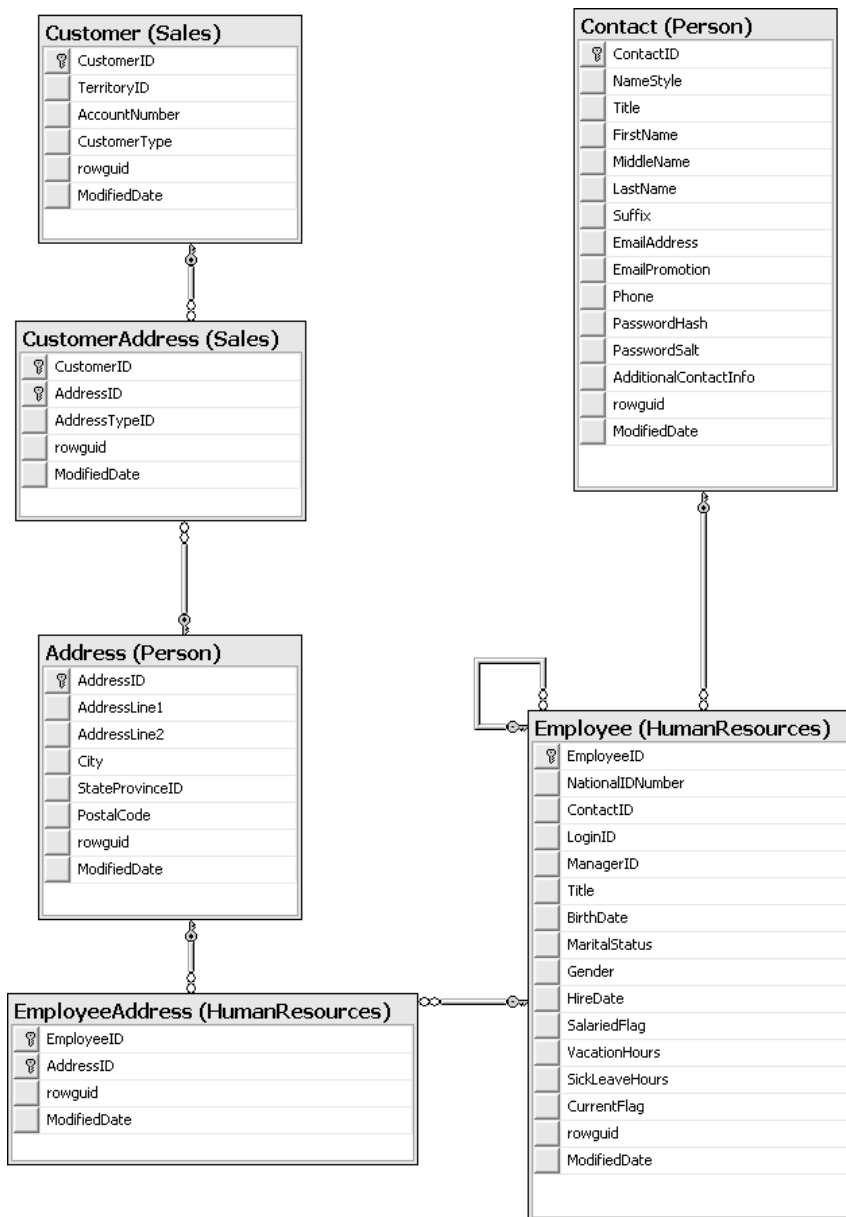 Customer (Sales)
CustomerID
TerritoryID
AccountNumber
CustomerType
rowguid
ModifiedDate
CustomerAddress (Sales)
CustomerID
AddressID
AddressTypeID
rowguid
ModifiedDate
Address (Person)
AddressID
AddressLine1
AddressLine2
City
StateProvinceID
PostalCode
rowguid
ModifiedDate
EmployeeAddress (HumanResources)
EmployeeID
AddressID
rowguid
ModifiedDate
Contact (Person)
ContactID
NameStyle
Title
FirstName
MiddleName
LastName
Suffix
EmailAddress
EmailPromotion
Phone
PasswordHash
PasswordSalt
AdditionalContactInfo
rowguid
ModifiedDate
Employee (HumanResources)
EmployeeID
NationalIDNumber
ContactID
LoginID
ManagerID
Title
BirthDate
MaritalStatus
Gender
HireDate
SalariedFlag
VacationHours
SickLeaveHours
CurrentFlag
rowguid
ModifiedDate